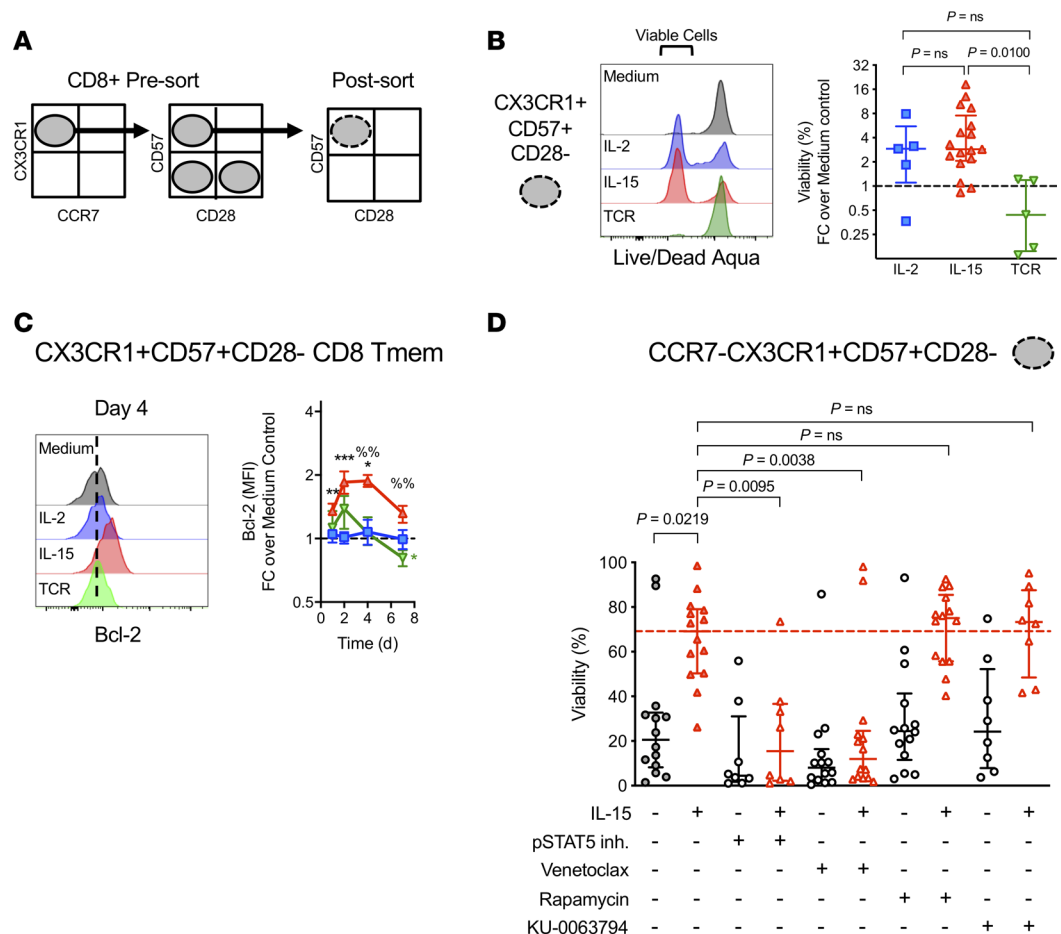 A
CD8+ Pre-sort
Post-sort
CX3CR1
CD57
CD57
CCR7
CD28
CD28
B
Viable Cells
CX3CR1+
CD57+
CD28-
Medium
IL-2
IL-15
TCR
Live/Dead Aqua
P = ns
P = ns
P = 0.0100
Viability (%)
FC over Medium control
32
16
8
4
2
1
0.5
0.25
IL-2
IL-15
TCR
C
CX3CR1+CD57+CD28- CD8 Tmem
Day 4
Medium
IL-2
IL-15
TCR
Bcl-2
Bcl-2 (MFI)
FC over Medium Control
4
2
1
0.5
***
%%
*
%%
**
*
0 2 4 6 8
Time (d)
D
CCR7-CX3CR1+CD57+CD28-
P = ns
P = ns
P = 0.0038
P = 0.0095
P = 0.0219
Viability (%)
100
80
60
40
20
0
IL-15 - + - + - + - + - +
pSTAT5 inh. - - + + - - - - - -
Venetoclax - - - - + + - - - -
Rapamycin - - - - - - + + - -
KU-0063794 - - - - - - - - + +